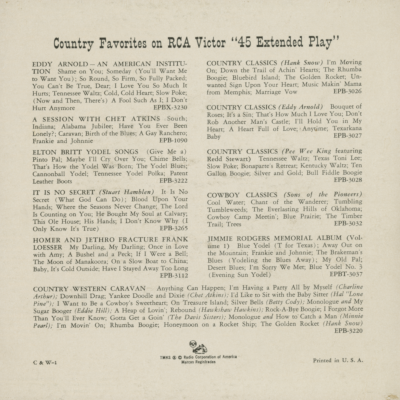 Country Favorites on RCA Victor "45 Extended Play"
EDDY ARNOLD—AN AMERICAN INSTITU-
TION Shame on You; Someday (You'll Want Me
to Want You); So Round, So Firm, So Fully Packed;
You Can't Be True, Dear; I Love You So Much It
Hurts; Tennessee Waltz; Cold, Cold Heart; Slow Poke;
(Now and Then, There's) A Fool Such As I; I Don't
Hurt Anymore EPBX-3230
A SESSION WITH CHET ATKINS South;
Indiana; Alabama Jubilee; Have You Ever Been
Lonely?; Caravan; Birth of the Blues; A Gay Ranchero;
Frankie and Johnnie EPB-1090
ELTON BRITT YODEL SONGS (Give Me a)
Pinto Pal; Maybe I'll Cry Over You; Chime Bells;
That's How the Yodel Was Born; The Yodel Blues;
Cannonball Yodel; Tennessee Yodel Polka; Patent
Leather Boots EPB-3222
IT IS NO SECRET (Stuart Hamblen) It Is No
Secret (What God Can Do); Blood Upon Your
Hands; Where the Seasons Never Change; The Lord
Is Counting on You; He Bought My Soul at Calvary;
This Ole House; His Hands; I Don't Know Why (I
Only Know It's True) EPB-3265
HOMER AND JETHRO FRACTURE FRANK
LOESSER My Darling, My Darling; Once in Love
with Amy; A Bushel and a Peck; If I Were a Bell;
The Moon of Manakoora; On a Slow Boat to China;
Baby, It's Cold Outside; Have I Stayed Away Too Long
EPB-3112
COUNTRY CLASSICS (Hank Snow) I'm Moving
On; Down the Trail of Achin' Hearts; The Rhumba
Boogie; Bluebird Island; The Golden Rocket; Un-
wanted Sign Upon Your Heart; Music Makin' Mama
from Memphis; Marriage Vow EPB-3026
COUNTRY CLASSICS (Eddy Arnold) Bouquet of
Roses; It's a Sin; That's How Much I Love You; Don't
Rob Another Man's Castle; I'll Hold You in My Heart;
A Heart Full of Love; Anytime; Texarkana
Baby EPB-3027
COUNTRY CLASSICS (Pee Wee King featuring
Redd Stewart) Tennessee Waltz; Texas Toni Lee;
Slow Poke; Bonaparte's Retreat; Kentucky Waltz; Ten
Gallon Boogie; Silver and Gold; Bull Fiddle Boogie
EPB-3028
COWBOY CLASSICS (Sons of the Pioneers)
Cool Water; Chant of the Wanderer; Tumbling
Tumbleweeds; The Everlasting Hills of Oklahoma;
Cowboy Camp Meetin'; Blue Prairie; The Timber
Trail; Trees EPB-3032
JIMMIE RODGERS MEMORIAL ALBUM (Vol-
ume 1) Blue Yodel (T for Texas); Away Out on
the Mountain; Frankie and Johnnie; The Brakeman's
Blues (Yodeling the Blues Away); My Old Pal;
Desert Blues; I'm Sorry We Met; Blue Yodel No. 3
(Evening Sun Yodel) EPBT-3037
COUNTRY WESTERN CARAVAN Anything Can Happen; I'm Having a Party All by Myself (Charline
Arthur); Downhill Drag; Yankee Doodle and Dixie (Chet Atkins); I'd Like to Sir with the Baby Sitter (Hal "Lone
Pine"); I Want to Be a Cowboy's Sweetheart; On Treasure Island; Silver Bells (Betty Cody); Monologue and My
Sugar Booger (Eddie Hill); A Heap of Lovin'; Rebound (Hawkshaw Hawkins); Rock-A-Bye Boogie; I Forgot More
Than You'll Ever Know; Gotta Get a Goin' (The Davis Sisters); Monologue and How to Catch a Man (Minnie
Pearl); I'm Movin' On; Rhumba Boogie; Honeymoon on a Rocket Ship; The Golden Rocket (Hank Snow)
EPB-3220
C & W-1
TMKS ® © Radio Corporation of America
Marcas Registradas
Printed in U. S. A.